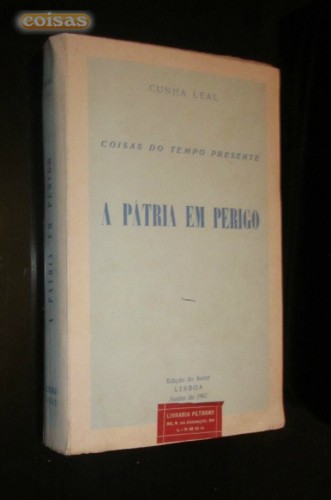 coisas
CUNHA LEAL
COISAS DO TEMPO PRESENTE
A PÁTRIA EM PERIGO
Edição do Autor
LISBOA
1962
LIVRARIA PETRONY
A PÁTRIA EM PERIGO